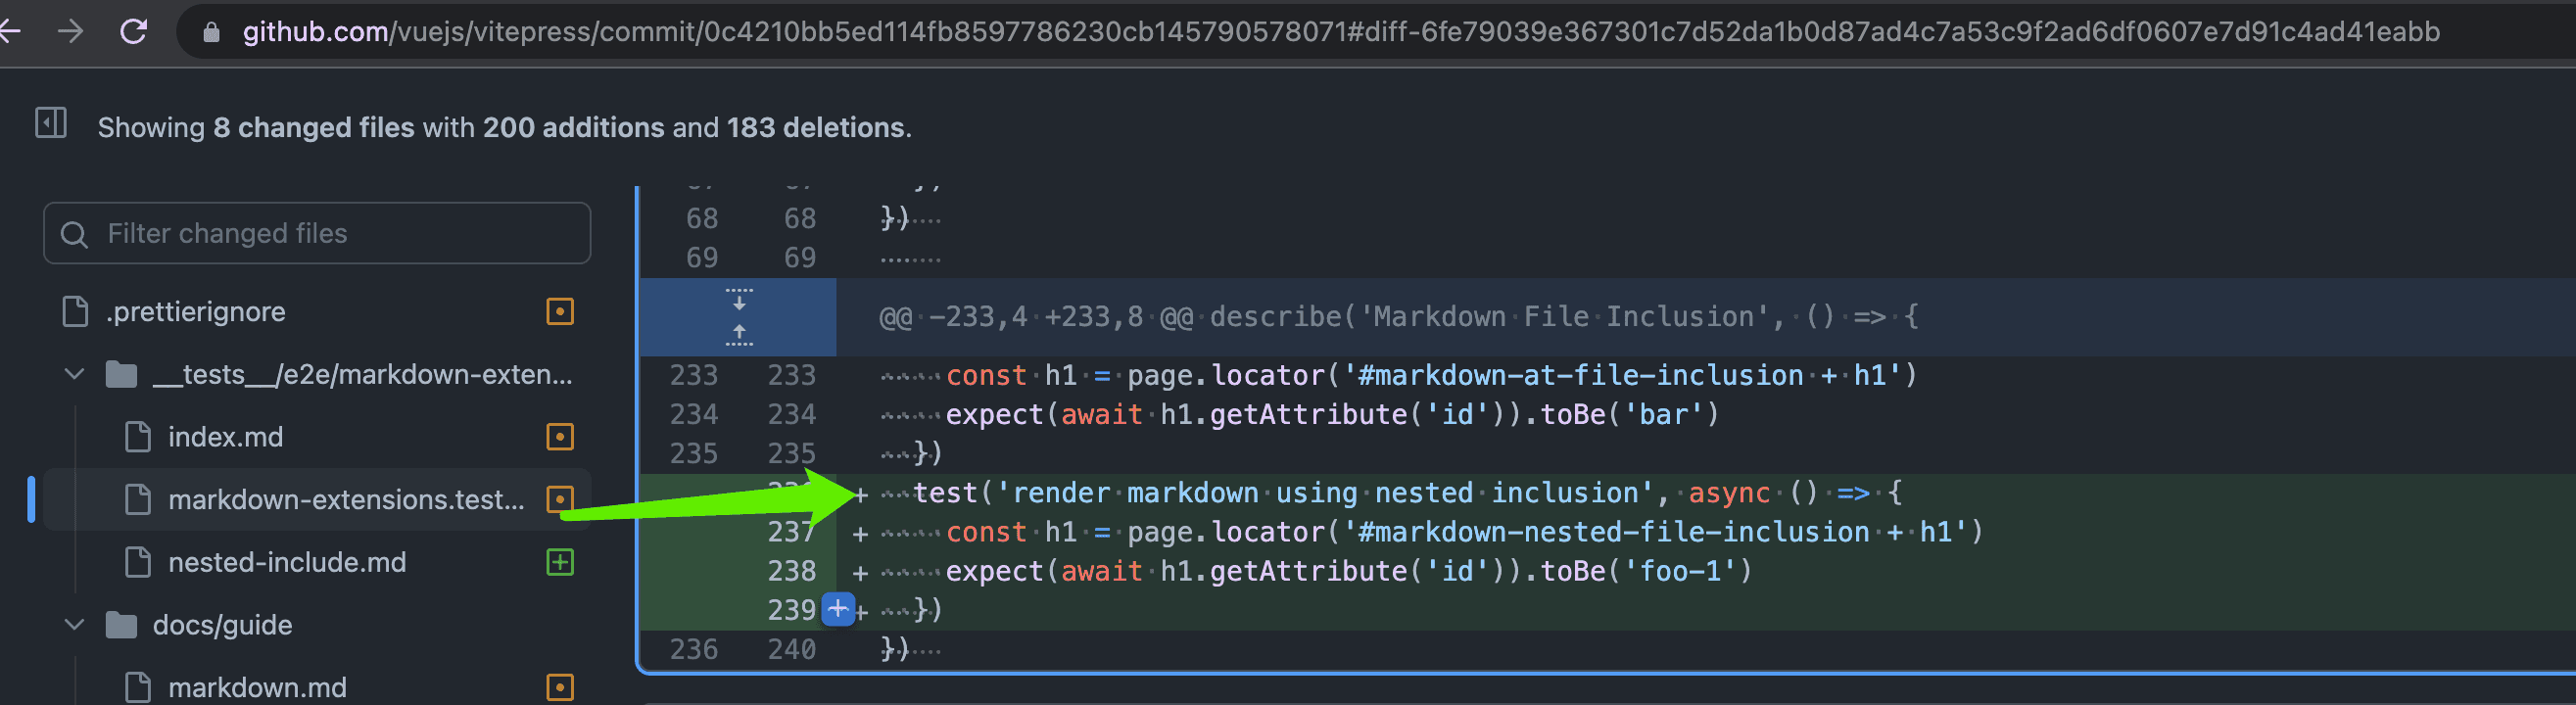 github.com/vuejs/vitepress/commit/0c4210bb5ed114fb8597786230cb145790578071#diff-6fe79039e367301c7d52da1b0d87ad4c7a53c9f2ad6df0607e7d91c4ad41eabb
Showing 8 changed files with 200 additions and 183 deletions.
Filter changed files
.prettierignore
__tests__/e2e/markdown-exten...
index.md
markdown-extensions.test...
nested-include.md
docs/guide
markdown.md
68 68 })
69 69
@@ -233,4 +233,8 @@ describe('Markdown File Inclusion', () => {
233 233 const h1 = page.locator('#markdown-at-file-inclusion + h1')
234 234 expect(await h1.getAttribute('id')).toBe('bar')
235 235 })
+ test('render markdown using nested inclusion', async () => {
237 + const h1 = page.locator('#markdown-nested-file-inclusion + h1')
238 + expect(await h1.getAttribute('id')).toBe('foo-1')
239 + })
236 240 })